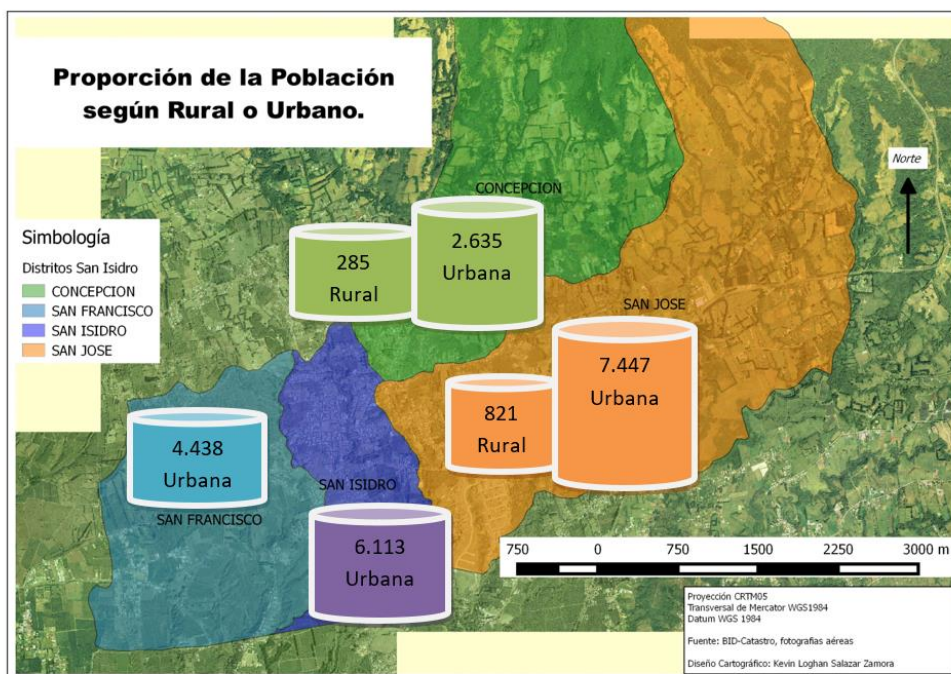 Proporción de la Población
según Rural o Urbano.
Norte
CONCEPCION
285
Rural
2.635
Urbana
Simbología
Distritos San Isidro
CONCEPCION
SAN FRANCISCO
SAN ISIDRO
SAN JOSE
SAN JOSE
7.447
Urbana
821
Rural
4.438
Urbana
SAN ISIDRO
SAN FRANCISCO
6.113
Urbana
750 0 750 1500 2250 3000 m
Proyección CRTM05
Transversal de Mercator WGS1984
Datum WGS 1984
Fuente: BID-Catastro, fotografias aéreas
Diseño Cartográfico: Kevin Loghan Salazar Zamora